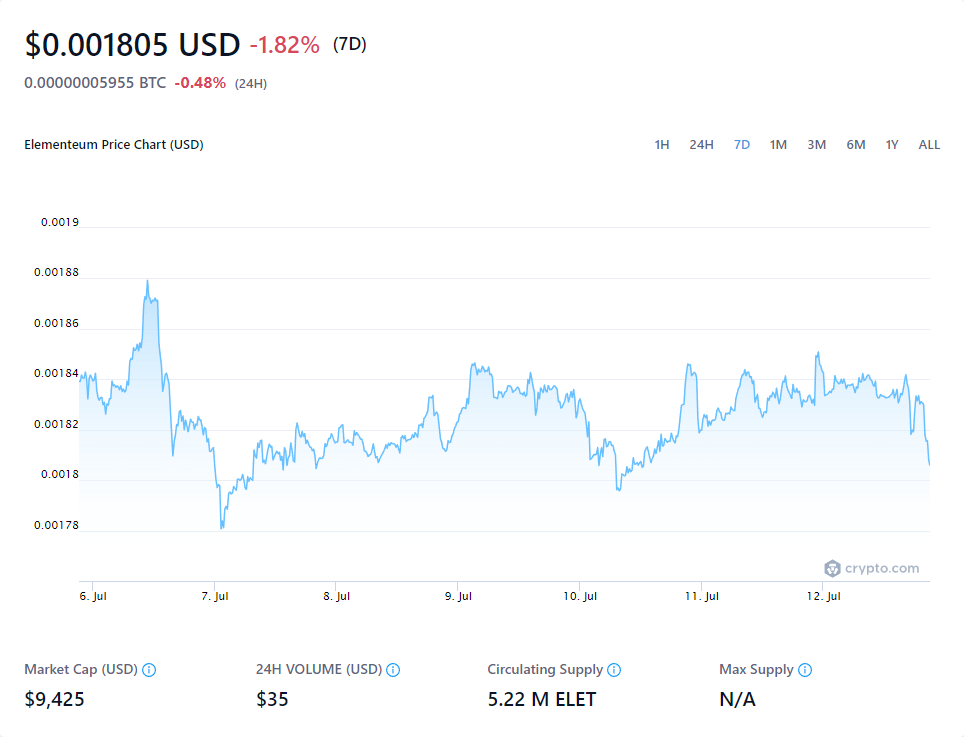 $0.001805 USD -1.82% (7D)
0.00000005955 BTC -0.48% (24H)
Elementeum Price Chart (USD) 1H 24H 7D 1M 3M 6M 1Y ALL
0.0019
0.00188
0.00186
0.00184
0.00182
0.0018
0.00178
crypto.com
6. Jul 7. Jul 8. Jul 9. Jul 10. Jul 11. Jul 12. Jul
Market Cap (USD) 24H VOLUME (USD) Circulating Supply Max Supply
$9,425 $35 5.22 M ELET N/A